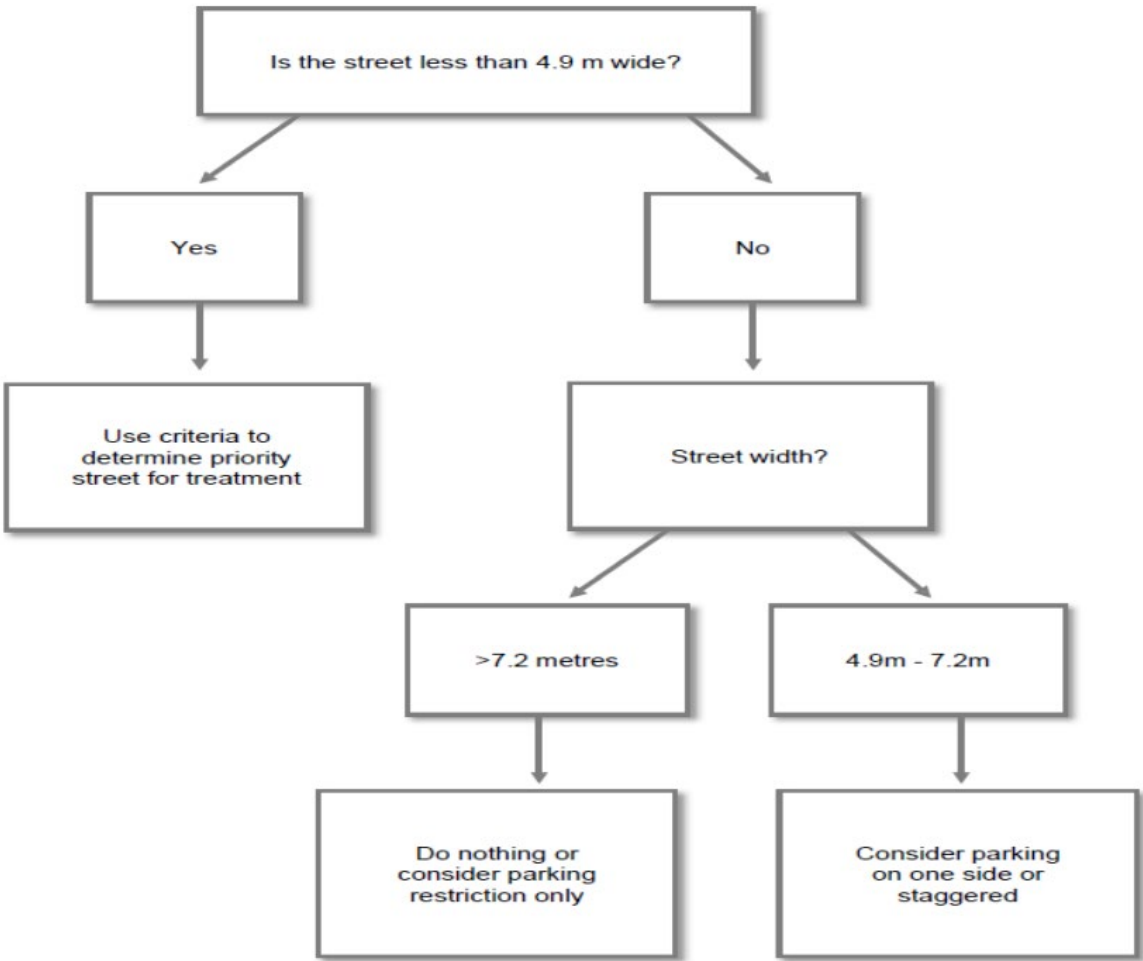 Is the street less than 4.9 m wide?
Yes
No
Use criteria to
determine priority
street for treatment
Street width?
>7.2 metres
4.9m - 7.2m
Do nothing or
consider parking
restriction only
Consider parking
on one side or
staggered